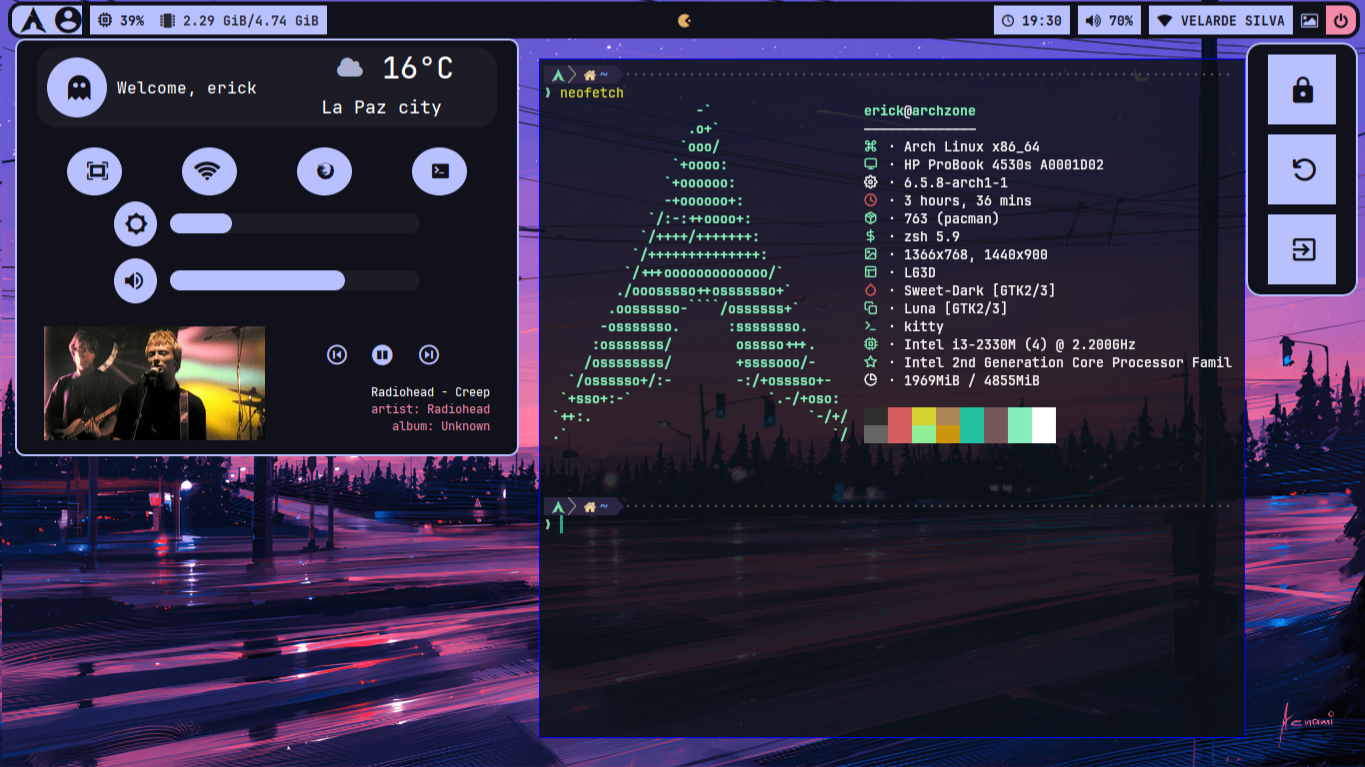 39% 2.29 GiB/4.74 GiB
19:30 70% VELARDE SILVA
Welcome, erick
16°C
La Paz city
Radiohead - Creep
artist: Radiohead
album: Unknown
~
❯ neofetch
erick@archzone
· Arch Linux x86_64
· HP ProBook 4530s A0001D02
· 6.5.8-arch1-1
· 3 hours, 36 mins
· 763 (pacman)
· zsh 5.9
· 1366x768, 1440x900
· LG3D
· Sweet-Dark [GTK2/3]
· Luna [GTK2/3]
· kitty
· Intel i3-2330M (4) @ 2.200GHz
· Intel 2nd Generation Core Processor Famil
· 1969MiB / 4855MiB
~
❯
Aenami